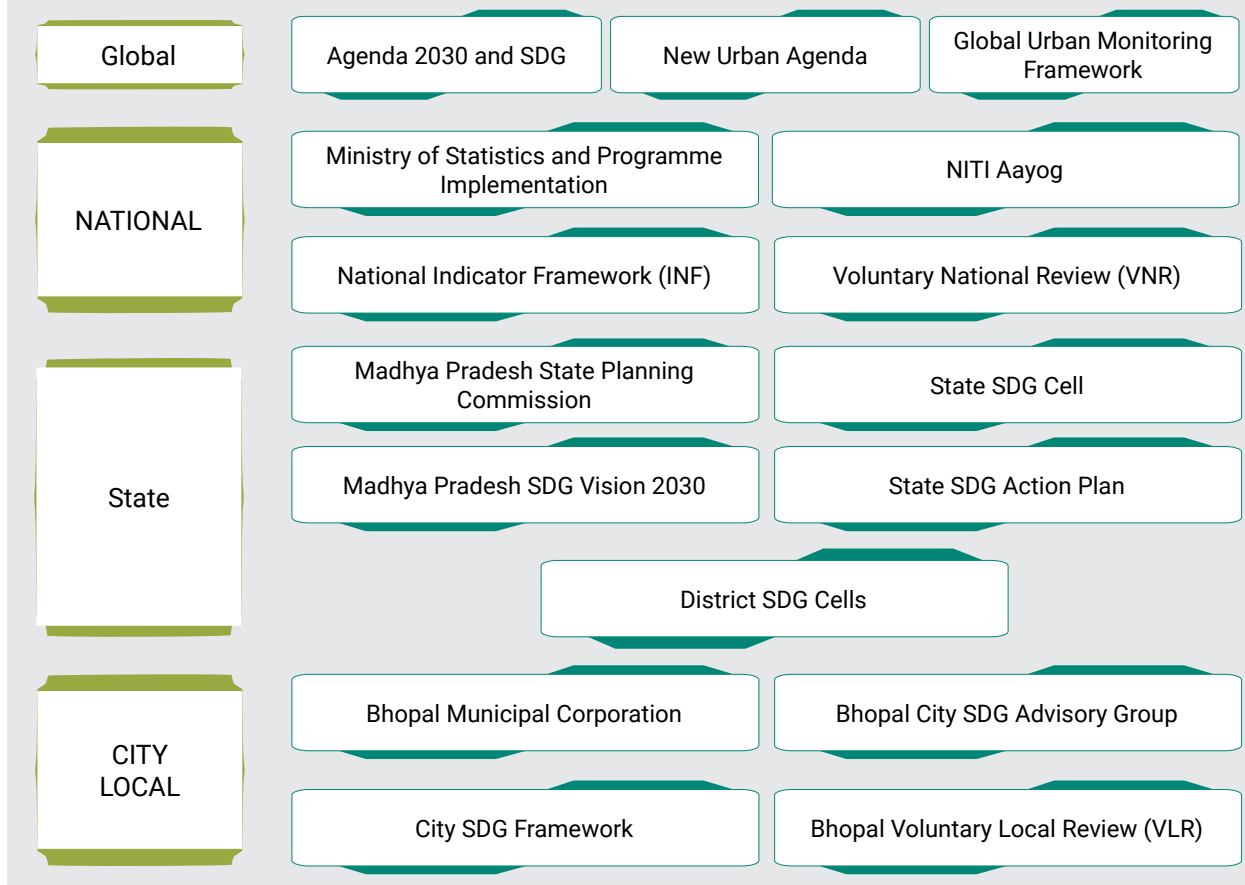 Global
Agenda 2030 and SDG
New Urban Agenda
Global Urban Monitoring
Framework
NATIONAL
Ministry of Statistics and Programme
Implementation
NITI Aayog
National Indicator Framework (INF)
Voluntary National Review (VNR)
State
Madhya Pradesh State Planning
Commission
State SDG Cell
Madhya Pradesh SDG Vision 2030
State SDG Action Plan
District SDG Cells
CITY
LOCAL
Bhopal Municipal Corporation
Bhopal City SDG Advisory Group
City SDG Framework
Bhopal Voluntary Local Review (VLR)